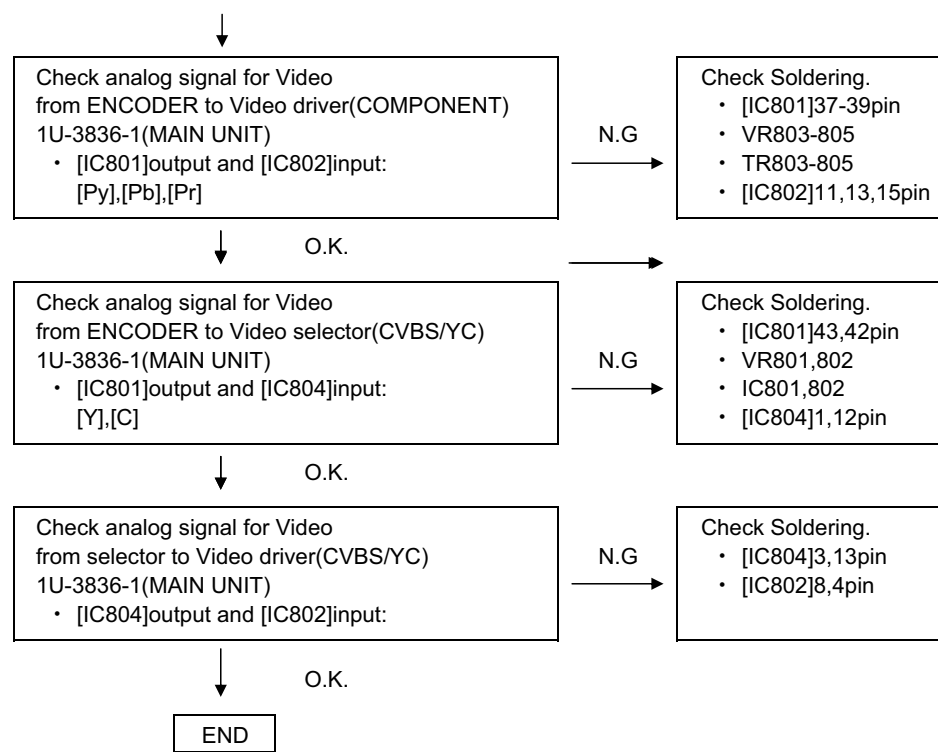 Check analog signal for Video
from ENCODER to Video driver(COMPONENT)
1U-3836-1(MAIN UNIT)
・ [IC801]output and [IC802]input:
[Py],[Pb],[Pr]
N.G
Check Soldering.
・ [IC801]37-39pin
・ VR803-805
・ TR803-805
・ [IC802]11,13,15pin
O.K.
Check analog signal for Video
from ENCODER to Video selector(CVBS/YC)
1U-3836-1(MAIN UNIT)
・ [IC801]output and [IC804]input:
[Y],[C]
N.G
Check Soldering.
・ [IC801]43,42pin
・ VR801,802
・ IC801,802
・ [IC804]1,12pin
O.K.
Check analog signal for Video
from selector to Video driver(CVBS/YC)
1U-3836-1(MAIN UNIT)
・ [IC804]output and [IC802]input:
N.G
Check Soldering.
・ [IC804]3,13pin
・ [IC802]8,4pin
O.K.
END